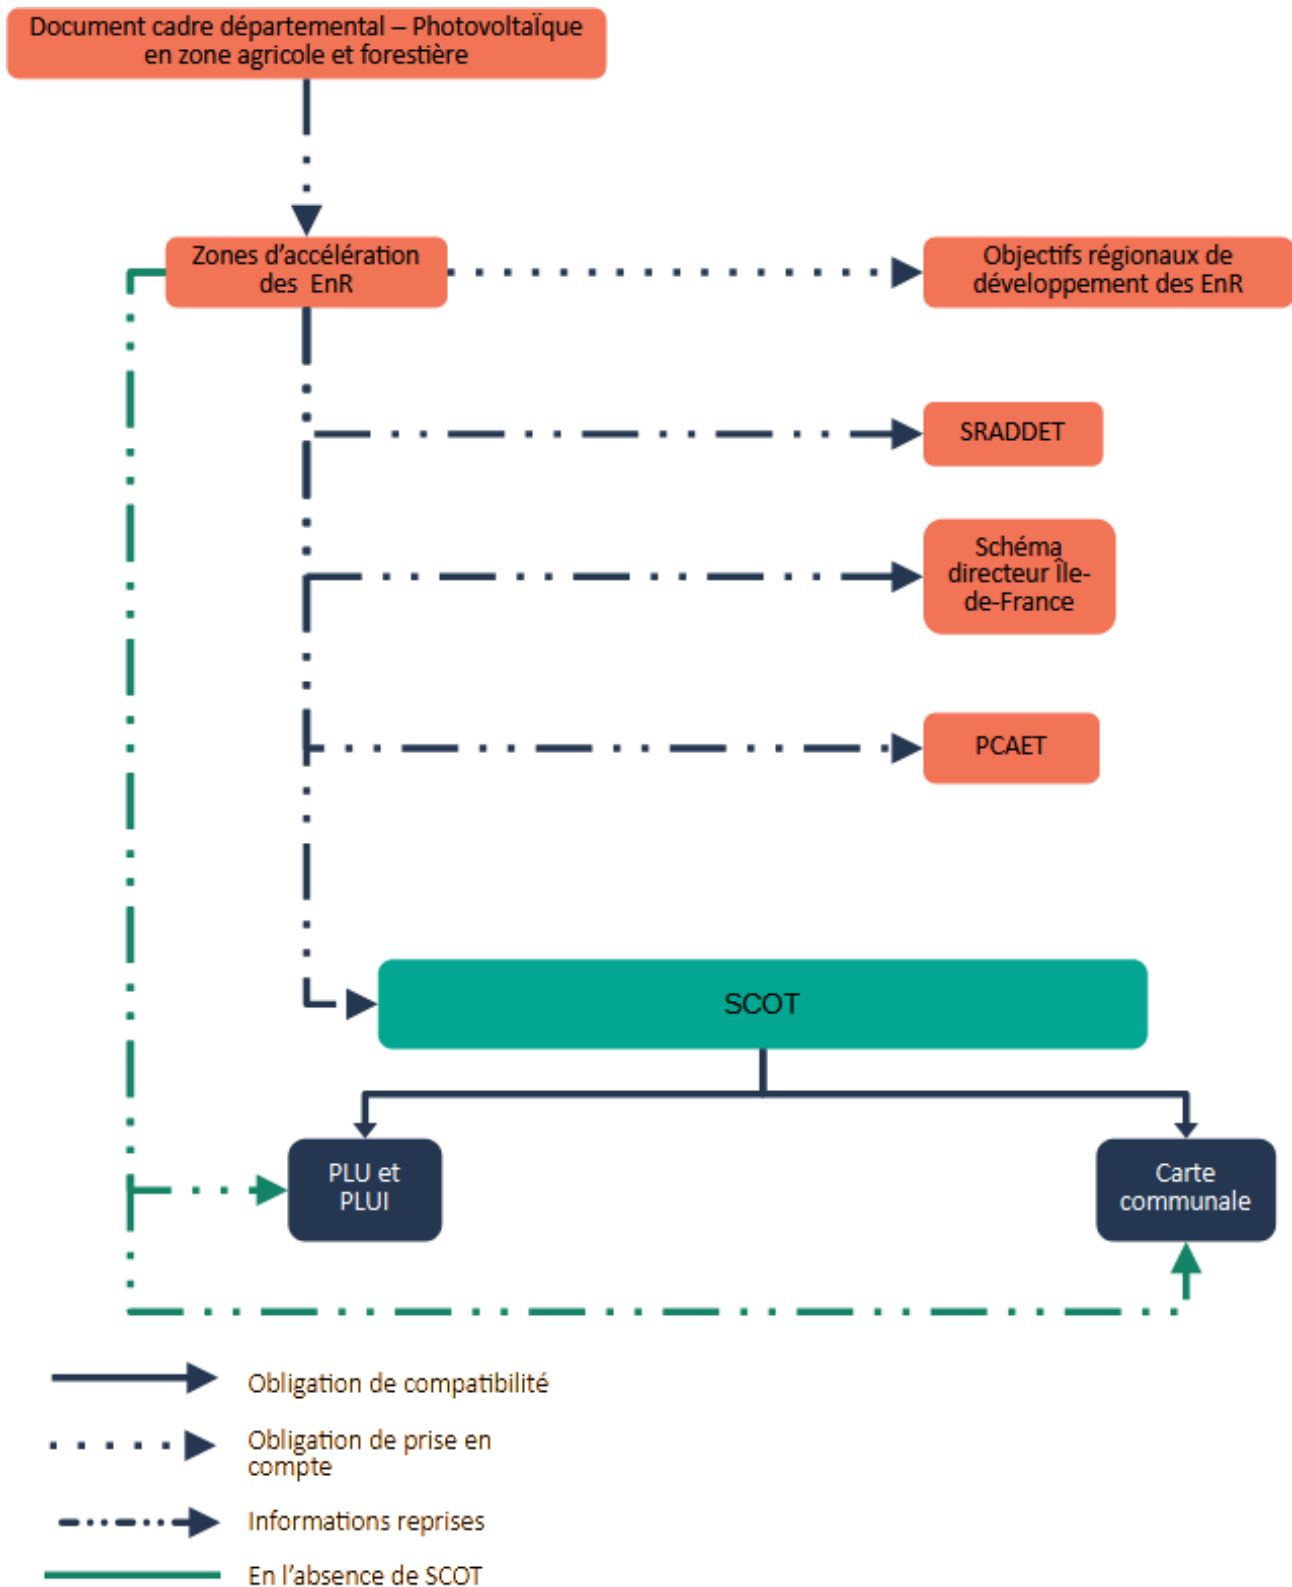 Document cadre départemental – Photovoltaïque
en zone agricole et forestière
Zones d’accélération
des EnR
Objectifs régionaux de
développement des EnR
SRADDET
Schéma
directeur Île-
de-France
PCAET
SCOT
PLU et
PLUI
Carte
communale
Obligation de compatibilité
Obligation de prise en
compte
Informations reprises
En l’absence de SCOT